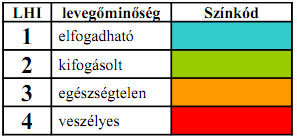 LHI levegőminőség Színkód
1 elfogadható
2 kifogásolt
3 egészségtelen
4 veszélyes